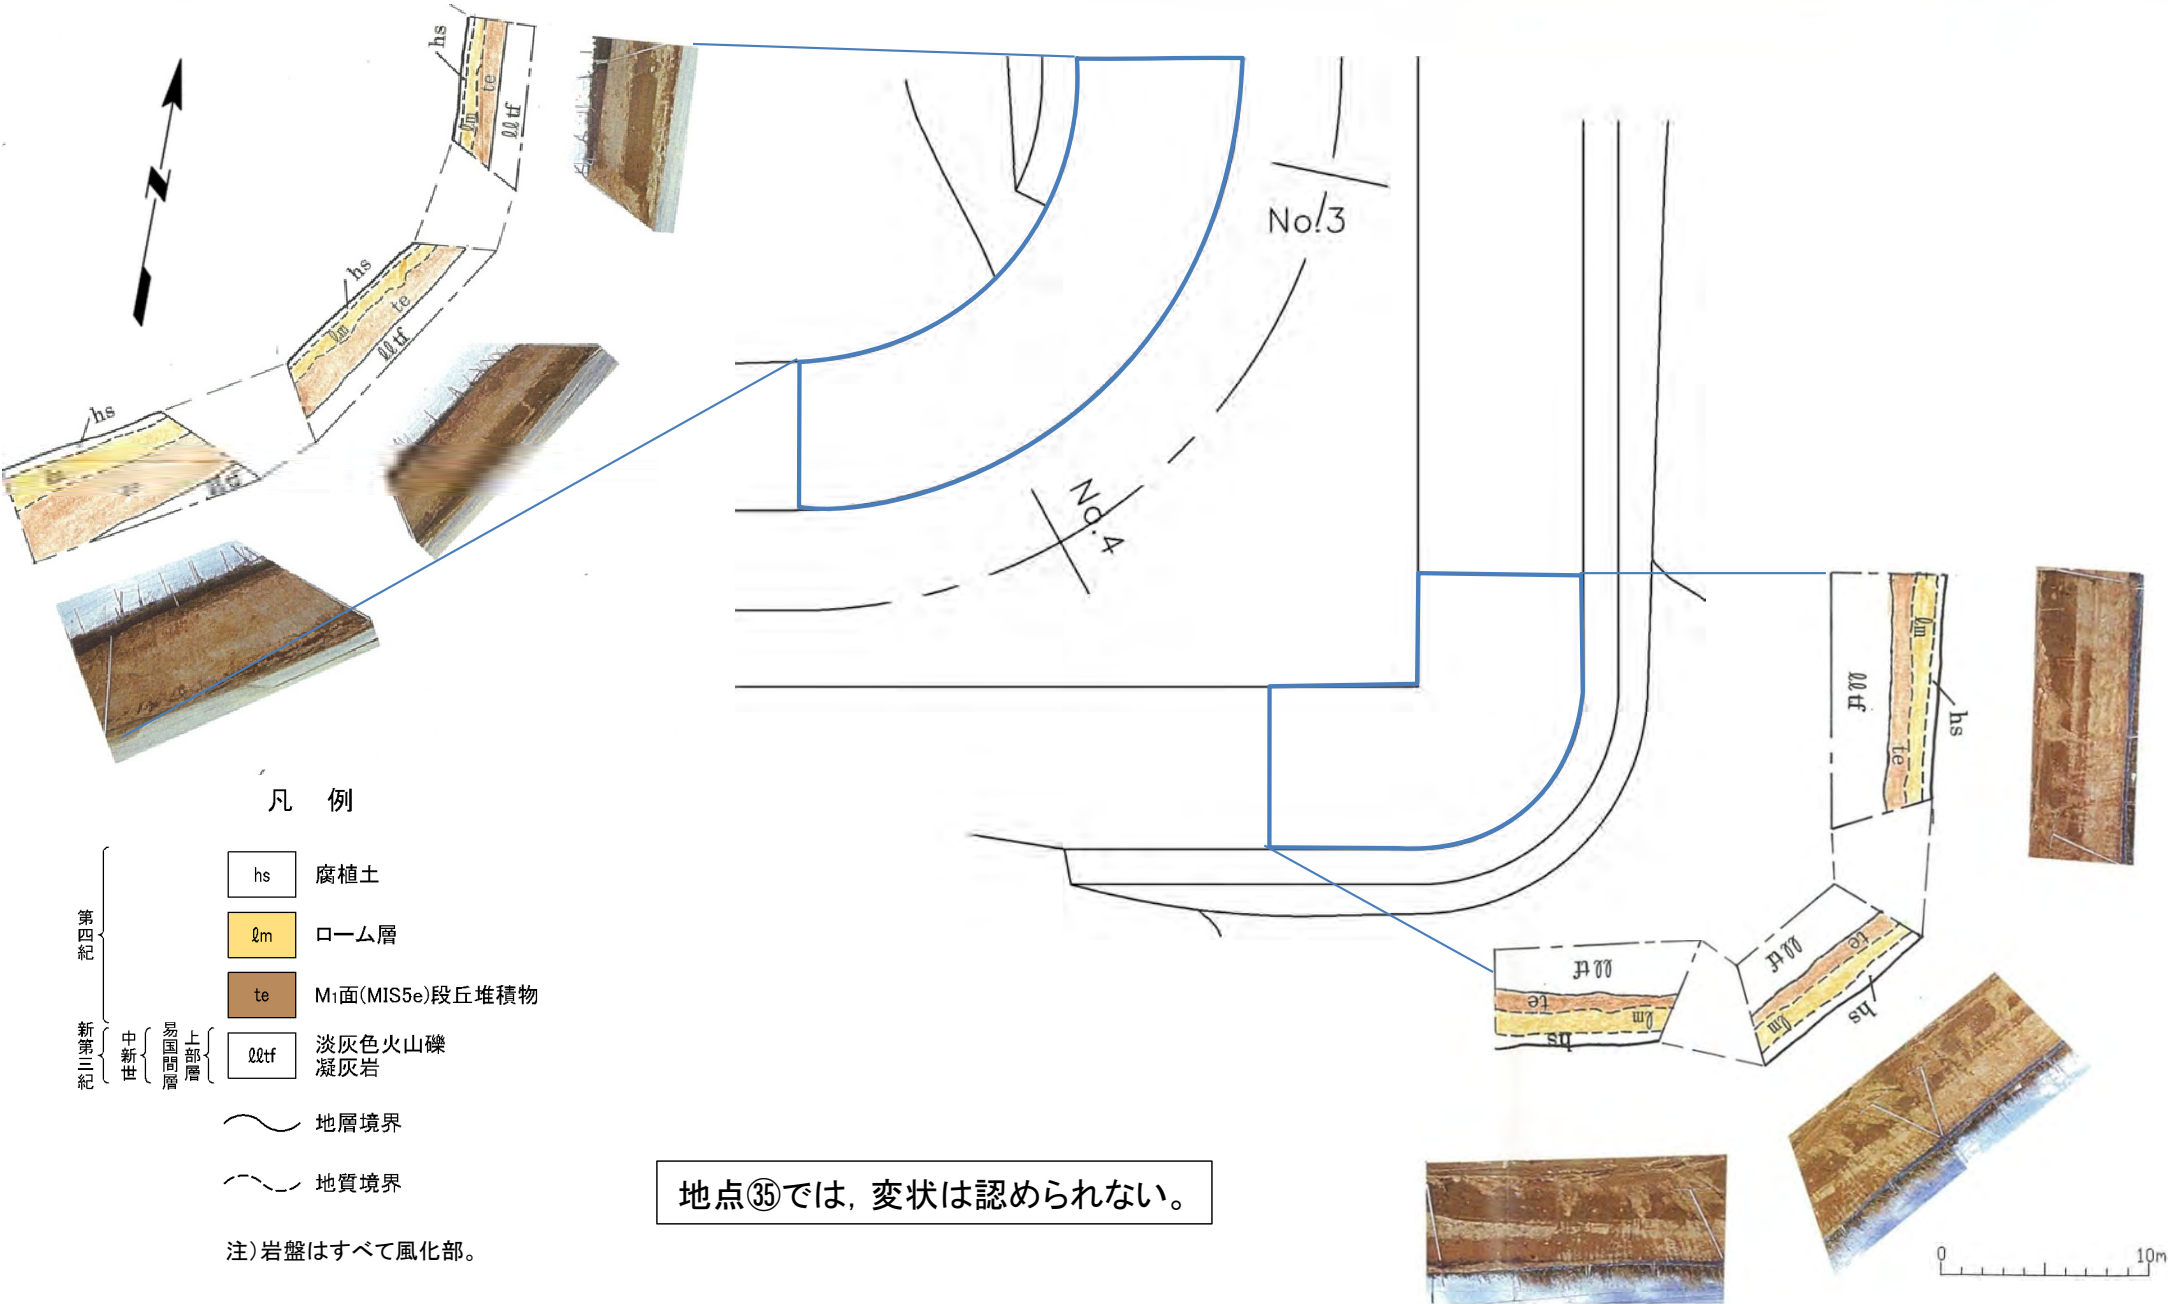 hs
te
ℓm
ℓℓtf
N
hs
te
ℓm
ℓℓtf
hs
No.3
No.4
ℓm
ℓℓtf
te
hs
ℓℓtf
te
ℓm
hs
ℓℓtf
te
ℓm
hs
凡 例
第四紀
hs 腐植土
ℓm ローム層
te M₁面(MIS5e)段丘堆積物
新第三紀
中新世
易国間層
上部層
ℓℓtf 淡灰色火山礫
凝灰岩
地層境界
地質境界
注)岩盤はすべて風化部。
地点㉟では，変状は認められない。
0 10m